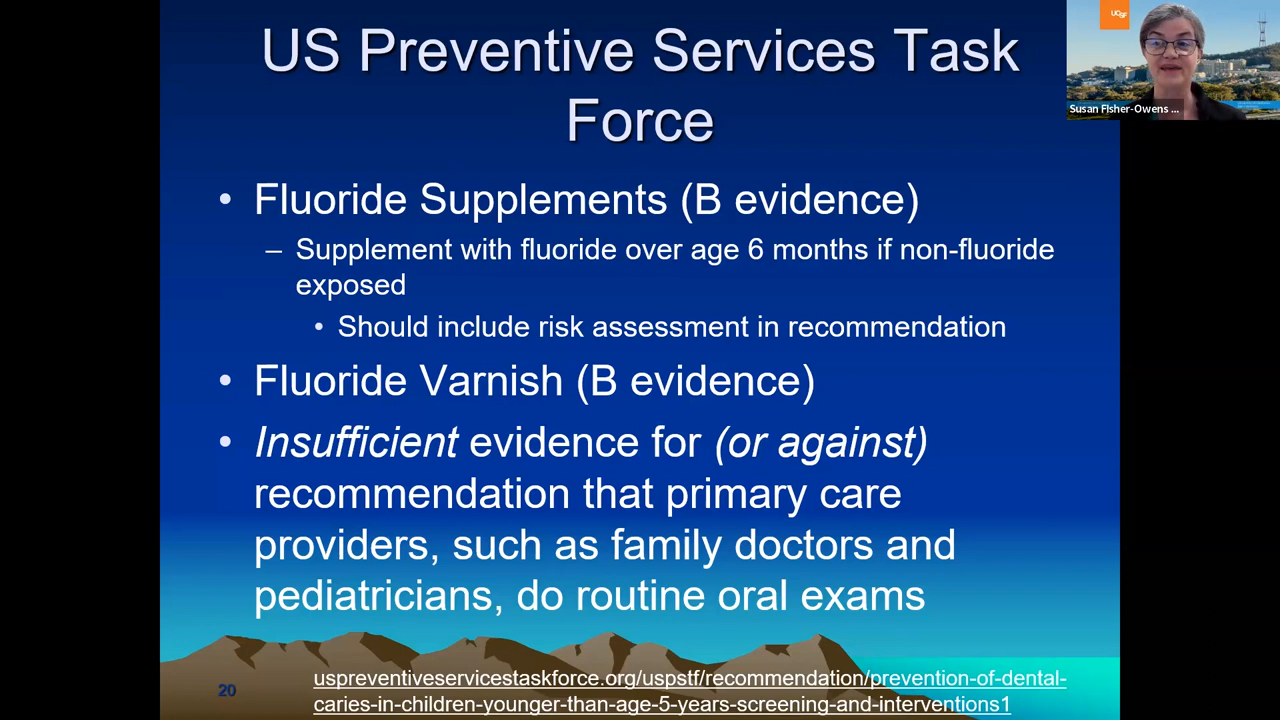 US Preventive Services Task
Force
UCSF
Susan Fisher-Owens ...
• Fluoride Supplements (B evidence)
– Supplement with fluoride over age 6 months if non-fluoride
exposed
• Should include risk assessment in recommendation
• Fluoride Varnish (B evidence)
• Insufficient evidence for (or against)
recommendation that primary care
providers, such as family doctors and
pediatricians, do routine oral exams
20
uspreventiveservicestaskforce.org/uspstf/recommendation/prevention-of-dental-
caries-in-children-younger-than-age-5-years-screening-and-interventions1